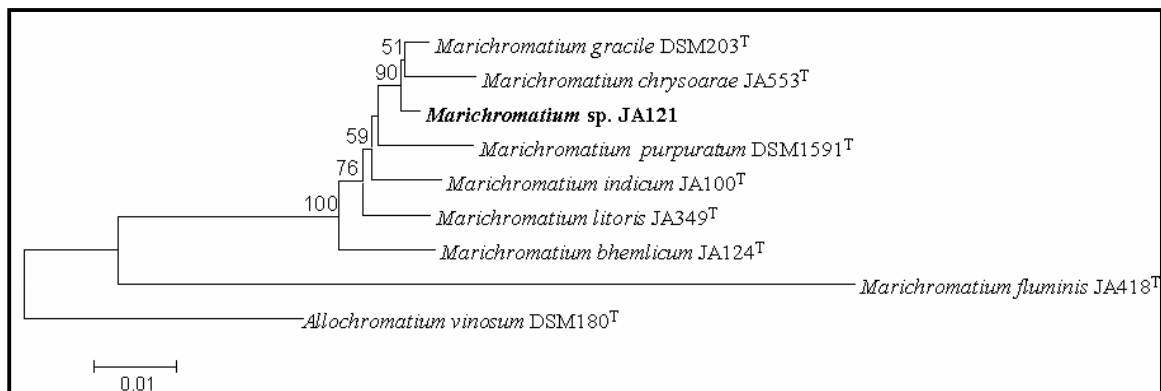 51
Marichromatium gracile DSM203ᵀ
90
Marichromatium chrysoarae JA553ᵀ
Marichromatium sp. JA121
59
Marichromatium purpuratum DSM1591ᵀ
76
Marichromatium indicum JA100ᵀ
100
Marichromatium litoris JA349ᵀ
Marichromatium bhemlicum JA124ᵀ
Marichromatium fluminis JA418ᵀ
Allochromatium vinosum DSM180ᵀ
0.01